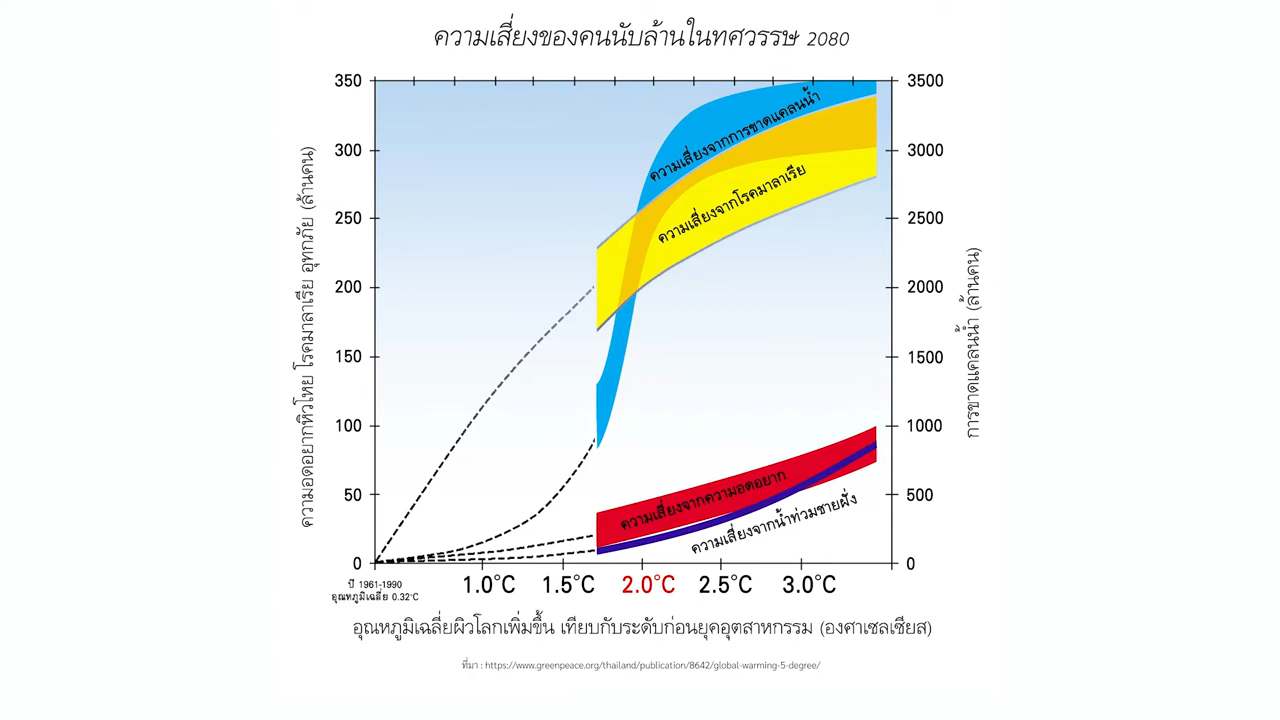 ความเสี่ยงของคนนับล้านในทศวรรษ 2080
350
300
250
200
150
100
50
0
3500
3000
2500
2000
1500
1000
500
0
ความอดอยากหิวโหย โรคมาลาเรีย อุทกภัย (ล้านคน)
การขาดแคลนน้ำ (ล้านคน)
ความเสี่ยงจากการขาดแคลนน้ำ
ความเสี่ยงจากโรคมาลาเรีย
ความเสี่ยงจากความอดอยาก
ความเสี่ยงจากน้ำท่วมชายฝั่ง
ปี 1961-1990
อุณหภูมิเฉลี่ย 0.32°C
1.0°C 1.5°C 2.0°C 2.5°C 3.0°C
อุณหภูมิเฉลี่ยผิวโลกเพิ่มขึ้น เทียบกับระดับก่อนยุคอุตสาหกรรม (องศาเซลเซียส)
ที่มา : https://www.greenpeace.org/thailand/publication/8642/global-warming-5-degree/